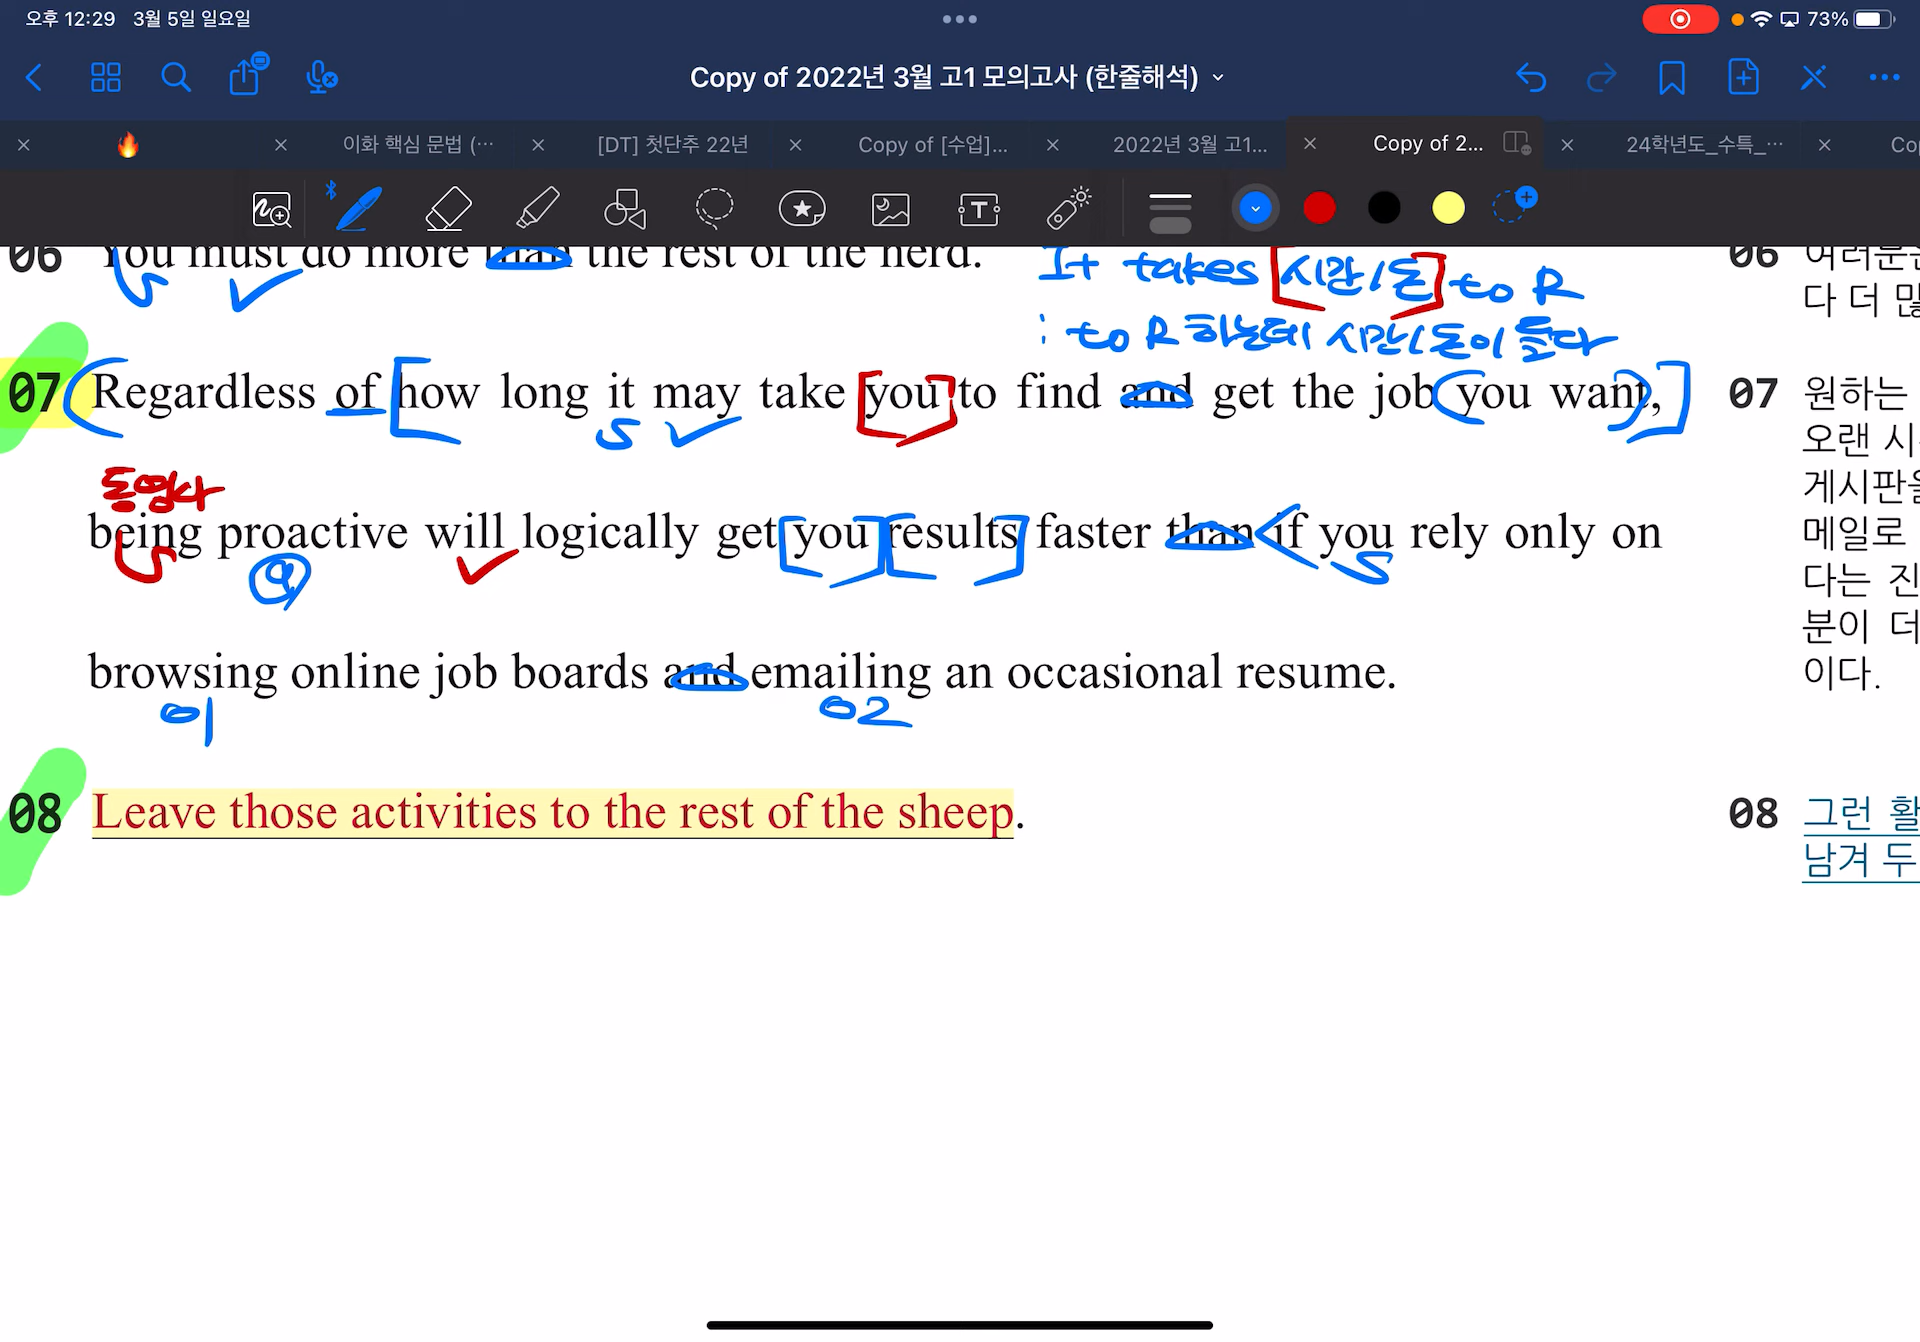 오후 12:29 3월 5일 일요일
73%
Copy of 2022년 3월 고1 모의고사 (한줄해석)
이화 핵심 문법 (…
[DT] 첫단추 22년
Copy of [수업]...
2022년 3월 고1...
Copy of 2...
24학년도_수특_…
06 You must do more than the rest of the herd.
It takes [시간/돈] to R
: to R 하는데 시간/돈이 들다
07 Regardless of how long it may take you to find and get the job you want,
S
동명사
being proactive will logically get you results faster than if you rely only on
S
a
S
browsing online job boards and emailing an occasional resume.
01
02
08 Leave those activities to the rest of the sheep.
06
다 더 많
07 원하는
오랜 시
게시판을
메일로
다는 진
분이 더
이다.
08 그런 활
남겨 두